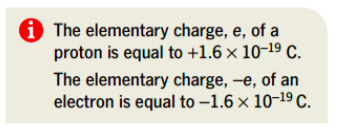 i The elementary charge, e, of a
proton is equal to +1.6 × 10⁻¹⁹ C.
The elementary charge, –e, of an
electron is equal to –1.6 × 10⁻¹⁹ C.